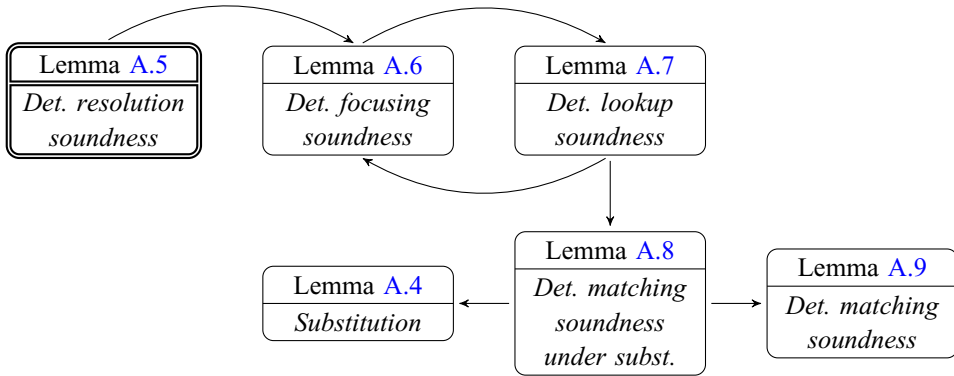 Lemma A.5
Det. resolution
soundness
Lemma A.6
Det. focusing
soundness
Lemma A.7
Det. lookup
soundness
Lemma A.4
Substitution
Lemma A.8
Det. matching
soundness
under subst.
Lemma A.9
Det. matching
soundness